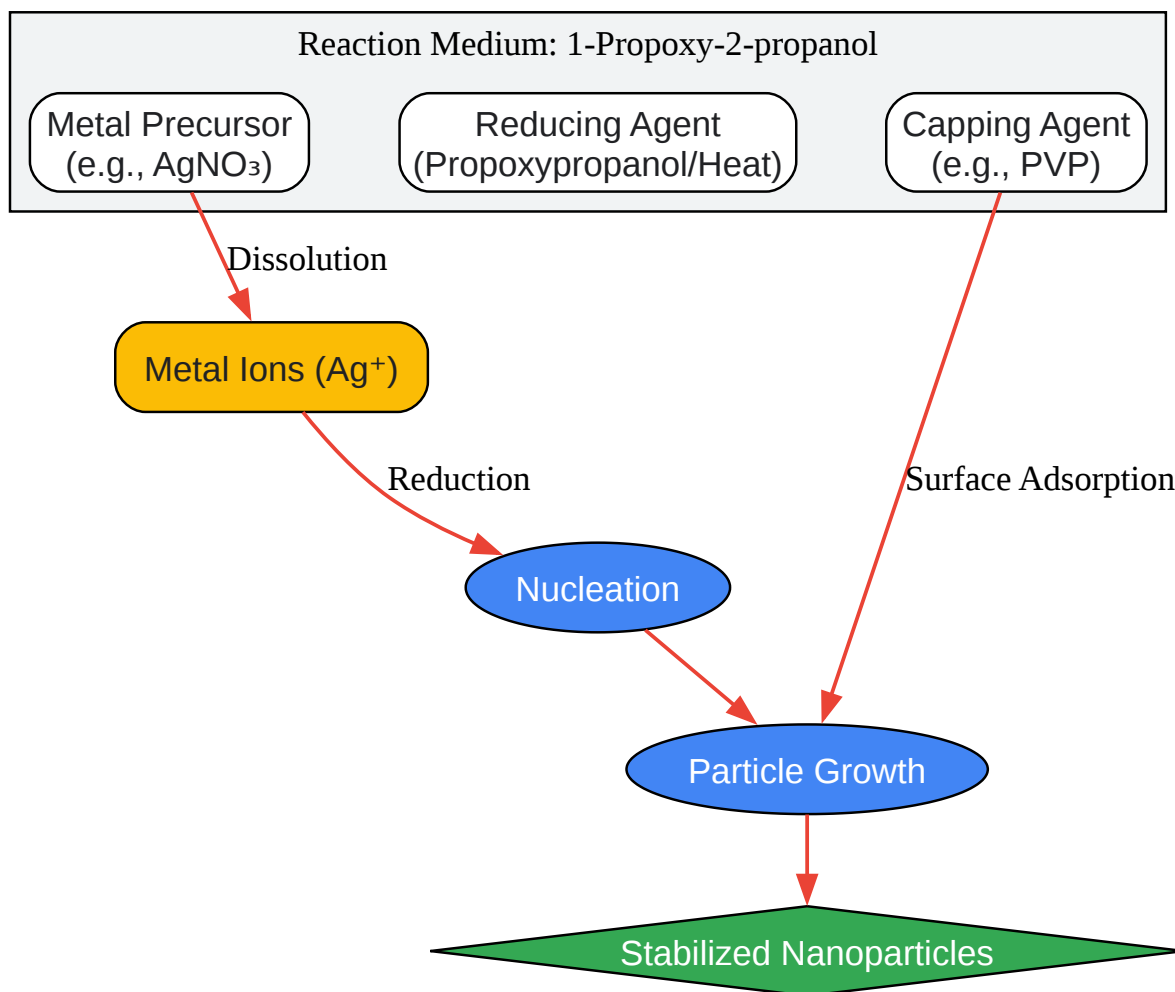 Reaction Medium: 1-Propoxy-2-propanol
Metal Precursor
(e.g., AgNO₃)
Reducing Agent
(Propoxypropanol/Heat)
Capping Agent
(e.g., PVP)
Dissolution
Metal Ions (Ag⁺)
Reduction
Surface Adsorption
Nucleation
Particle Growth
Stabilized Nanoparticles